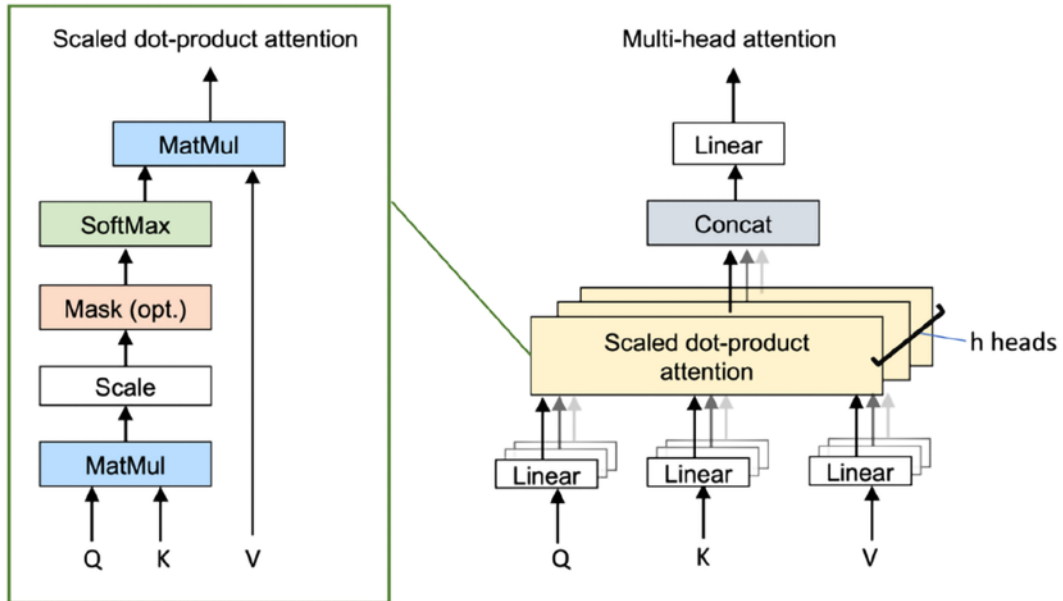 Scaled dot-product attention
MatMul
SoftMax
Mask (opt.)
Scale
MatMul
Q K V
Multi-head attention
Linear
Concat
Scaled dot-product
attention
h heads
Linear Linear Linear
Q K V